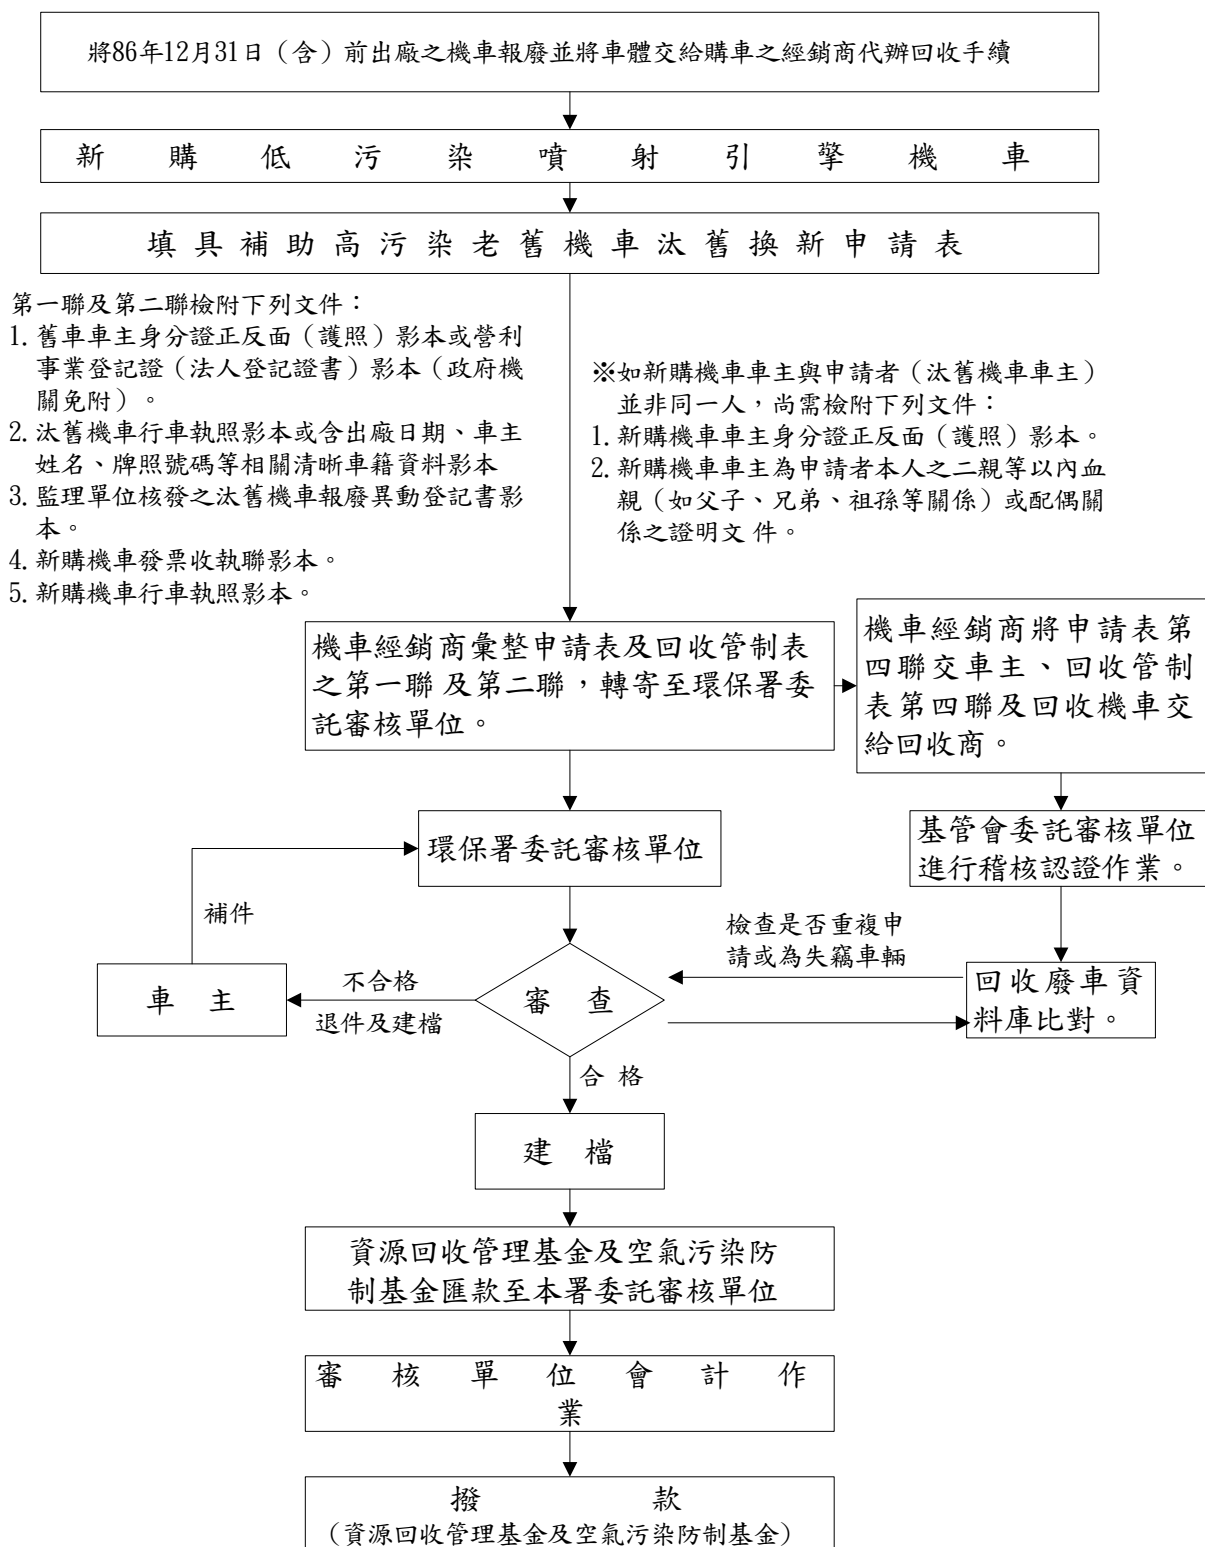 將86年12月31日（含）前出廠之機車報廢並將車體交給購車之經銷商代辦回收手續
新購低污染噴射引擎機車
填具補助高污染老舊機車汰舊換新申請表
第一聯及第二聯檢附下列文件：
1. 舊車車主身分證正反面（護照）影本或營利
事業登記證（法人登記證書）影本（政府機
關免附）。
2. 汰舊機車行車執照影本或含出廠日期、車主
姓名、牌照號碼等相關清晰車籍資料影本
3. 監理單位核發之汰舊機車報廢異動登記書影
本。
4. 新購機車發票收執聯影本。
5. 新購機車行車執照影本。
※如新購機車車主與申請者（汰舊機車車主）
並非同一人，尚需檢附下列文件：
1. 新購機車車主身分證正反面（護照）影本。
2. 新購機車車主為申請者本人之二親等以內血
親（如父子、兄弟、祖孫等關係）或配偶關
係之證明文 件。
機車經銷商彙整申請表及回收管制表
之第一聯 及第二聯，轉寄至環保署委
託審核單位。
機車經銷商將申請表第
四聯交車主、回收管制
表第四聯及回收機車交
給回收商。
環保署委託審核單位
基管會委託審核單位
進行稽核認證作業。
補件
檢查是否重複申
請或為失竊車輛
車 主
不合格
退件及建檔
審 查
回收廢車資
料庫比對。
合 格
建 檔
資源回收管理基金及空氣污染防
制基金匯款至本署委託審核單位
審核單位會計作
業
撥 款
（資源回收管理基金及空氣污染防制基金）